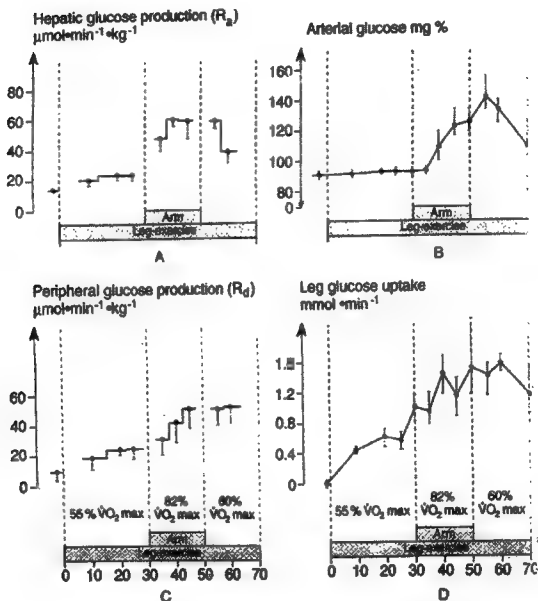 Hepatic glucose production (Ra)
μmol•min⁻¹•kg⁻¹
80
60
40
20
0
Arm
Leg-exercise
A
Arterial glucose mg %
160
140
120
100
80
0
Arm
Leg-exercise
B
Peripheral glucose production (Rd)
μmol•min⁻¹•kg⁻¹
60
40
20
0
55 % V̇O2 max
82%
V̇O2 max
60%
V̇O2 max
Arm
Leg-exercise
0 10 20 30 40 50 60 70
C
Leg glucose uptake
mmol •min⁻¹
1.2
0.8
0.4
0
55 % V̇O2 max
82%
V̇O2 max
60%
V̇O2 max
Arm
Leg-exercise
0 10 20 30 40 50 60 70
D